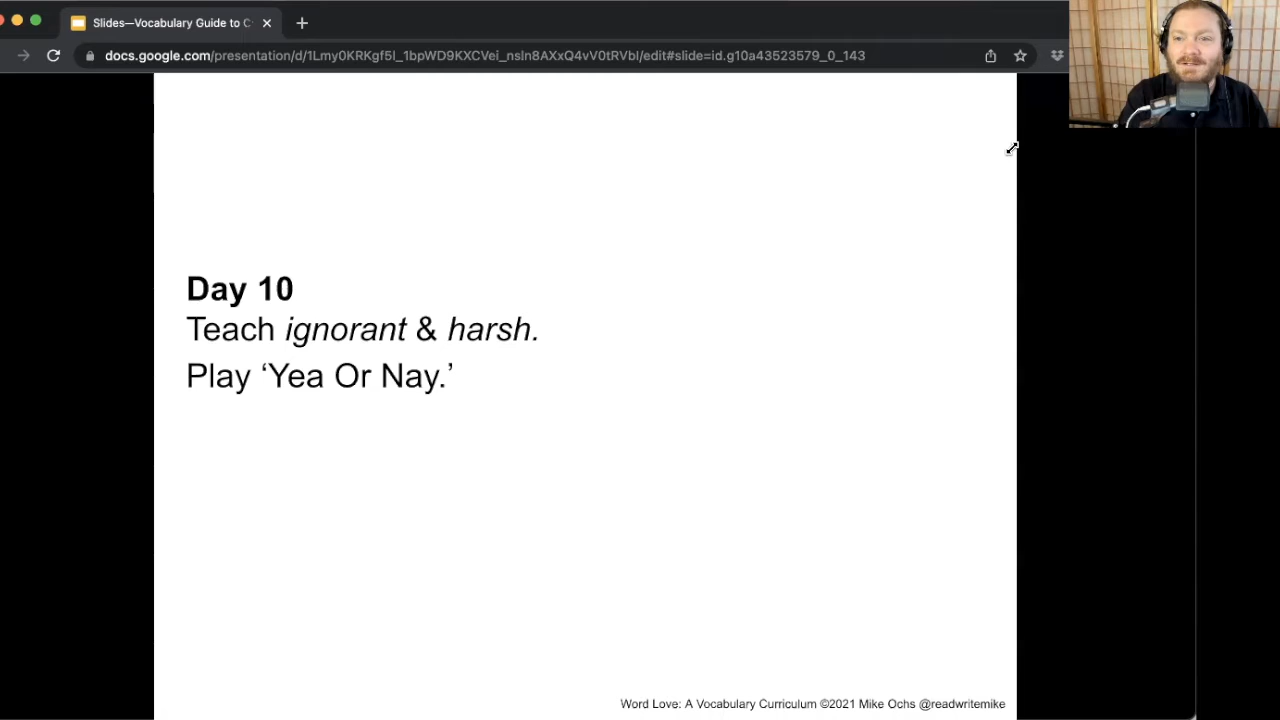 Slides—Vocabulary Guide to C
docs.google.com/presentation/d/1Lmy0KRKgf5l_1bpWD9KXCVei_nsln8AXxQ4vV0tRVbI/edit#slide=id.g10a43523579_0_143
Day 10
Teach ignorant & harsh.
Play ‘Yea Or Nay.’
Word Love: A Vocabulary Curriculum ©2021 Mike Ochs @readwritemike